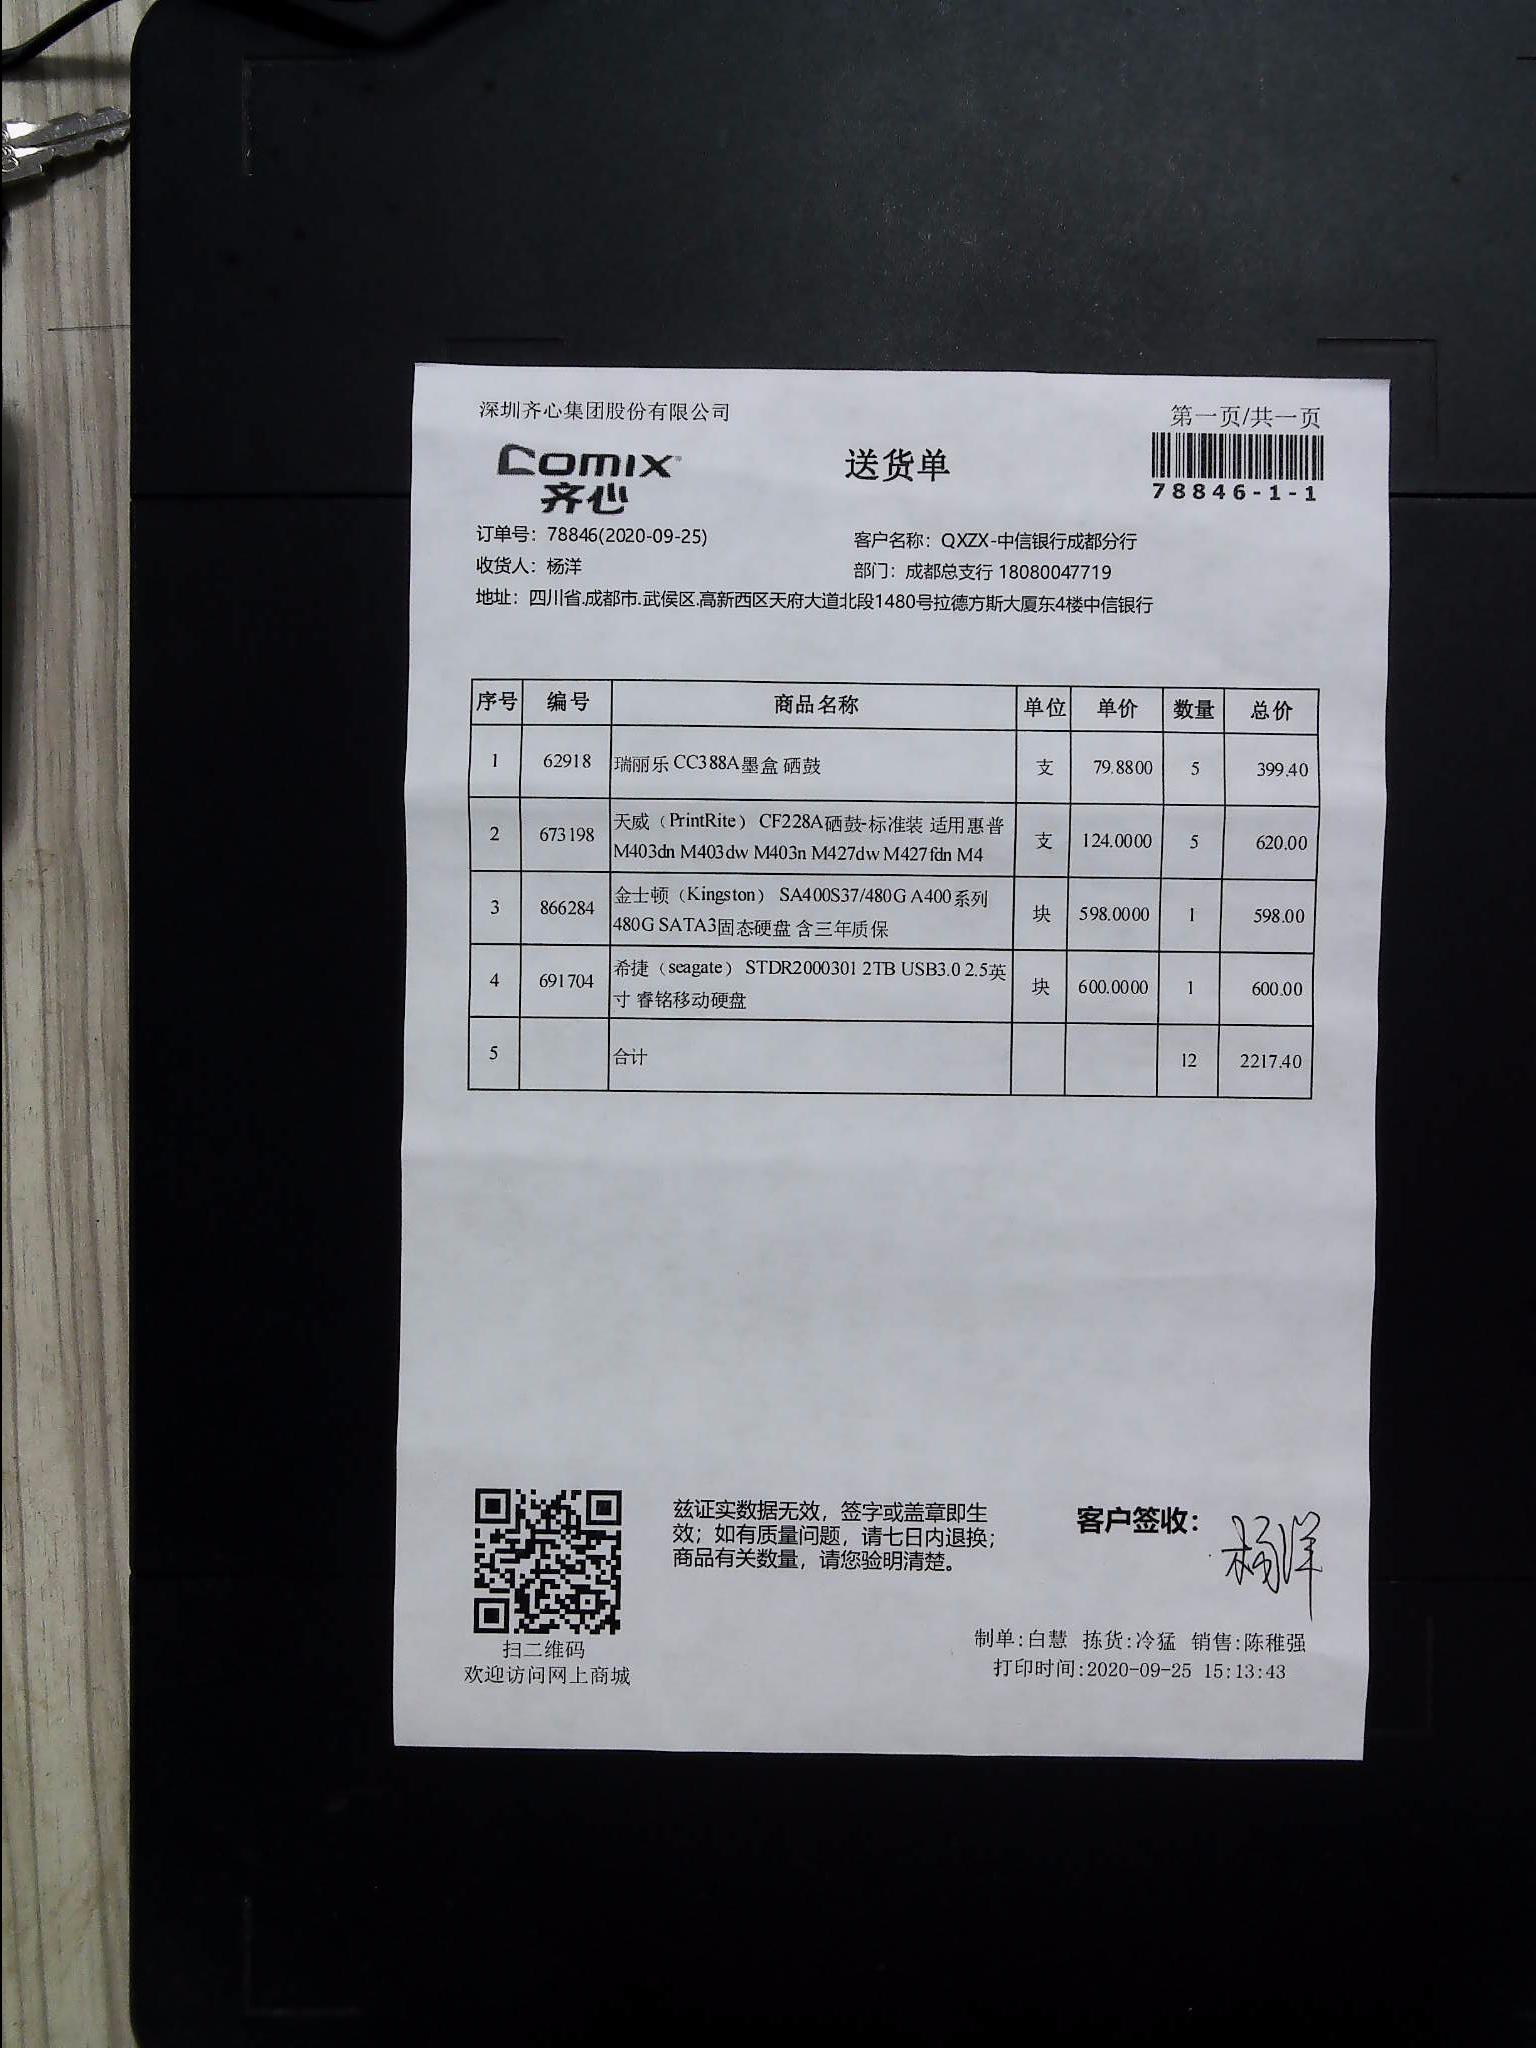 深圳齐心集团股份有限公司
第一页/共一页
comix
齐心
送货单
78846-1-1
订单号：78846(2020-09-25)
客户名称：QXZX-中信银行成都分行
收货人：杨洋
部门：成都总支行 18080047719
地址：四川省.成都市.武侯区.高新西区天府大道北段1480号拉德方斯大厦东4楼中信银行
序号 编号 商品名称 单位 单价 数量 总价
1 62918 瑞丽乐 CC388A墨盒 硒鼓 支 79.8800 5 399.40
2 673198 天威（PrintRite） CF228A硒鼓-标准装 适用惠普 支 124.0000 5 620.00
M403dn M403dw M403n M427dw M427fdn M4
3 866284 金士顿（Kingston） SA400S37/480G A400系列 块 598.0000 1 598.00
480G SATA3固态硬盘 含三年质保
4 691704 希捷（seagate） STDR2000301 2TB USB3.0 2.5英 块 600.0000 1 600.00
寸 睿铭移动硬盘
5 合计 12 2217.40
兹证实数据无效，签字或盖章即生
效；如有质量问题，请七日内退换；
商品有关数量，请您验明清楚。
客户签收：杨洋
扫二维码
欢迎访问网上商城
制单:白慧 拣货:冷猛 销售:陈稚强
打印时间:2020-09-25 15:13:43